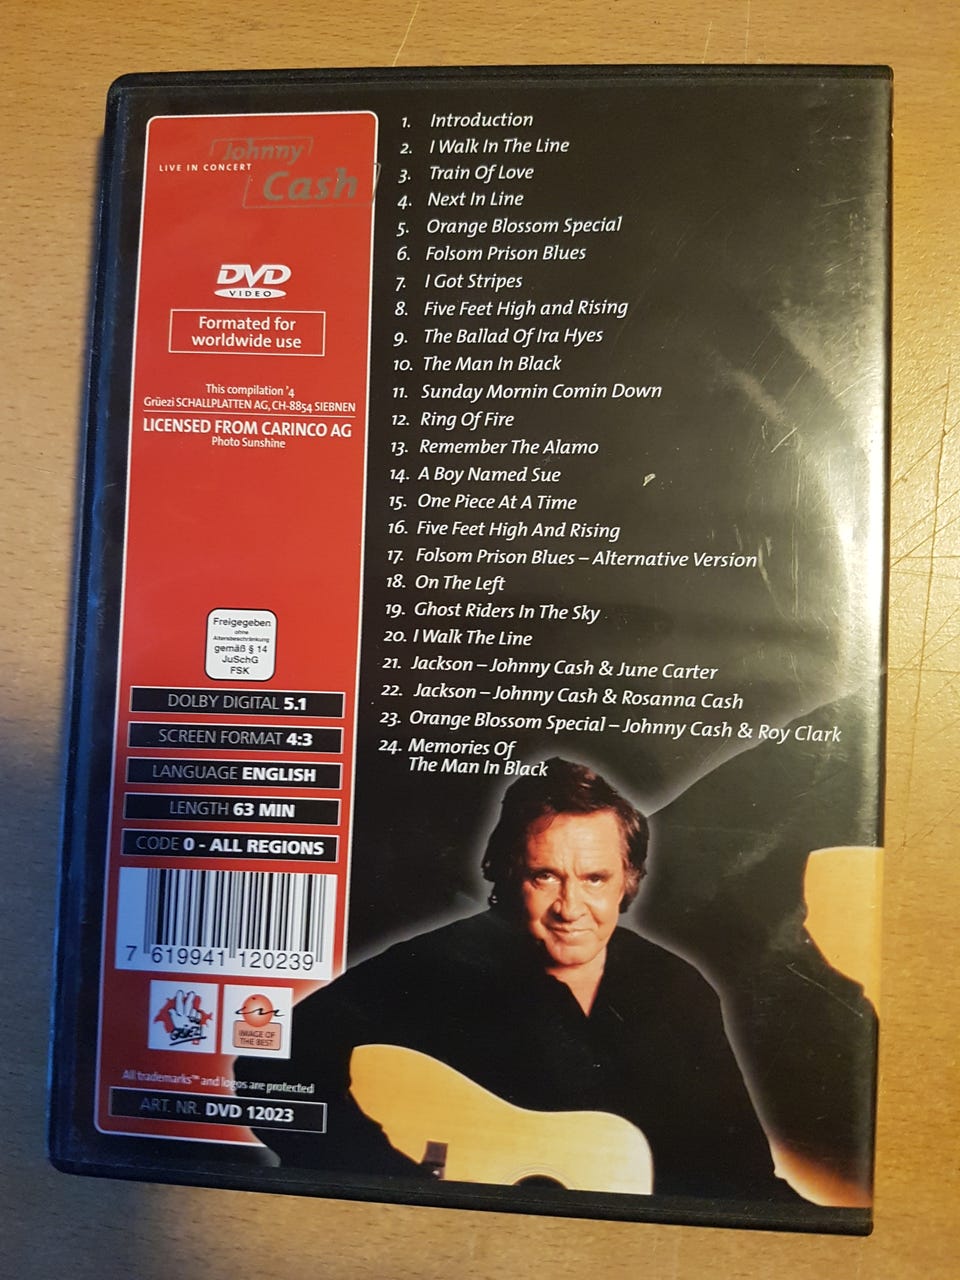 Johnny
LIVE IN CONCERT
Cash
DVD
VIDEO
Formated for
worldwide use
This compilation '4
Grüezi SCHALLPLATTEN AG, CH-8854 SIEBNEN
LICENSED FROM CARINCO AG
Photo Sunshine
Freigegeben
ohne
Altersbeschränkung
gemäß § 14
JuSchG
FSK
DOLBY DIGITAL 5.1
SCREEN FORMAT 4:3
LANGUAGE ENGLISH
LENGTH 63 MIN
CODE 0 - ALL REGIONS
7 619941 120239
Grüezi
IMAGE OF
THE BEST
All trademarks™ and logos are protected
ART. NR. DVD 12023
1. Introduction
2. I Walk In The Line
3. Train Of Love
4. Next In Line
5. Orange Blossom Special
6. Folsom Prison Blues
7. I Got Stripes
8. Five Feet High and Rising
9. The Ballad Of Ira Hyes
10. The Man In Black
11. Sunday Mornin Comin Down
12. Ring Of Fire
13. Remember The Alamo
14. A Boy Named Sue
15. One Piece At A Time
16. Five Feet High And Rising
17. Folsom Prison Blues – Alternative Version
18. On The Left
19. Ghost Riders In The Sky
20. I Walk The Line
21. Jackson – Johnny Cash & June Carter
22. Jackson – Johnny Cash & Rosanna Cash
23. Orange Blossom Special – Johnny Cash & Roy Clark
24. Memories Of
The Man In Black